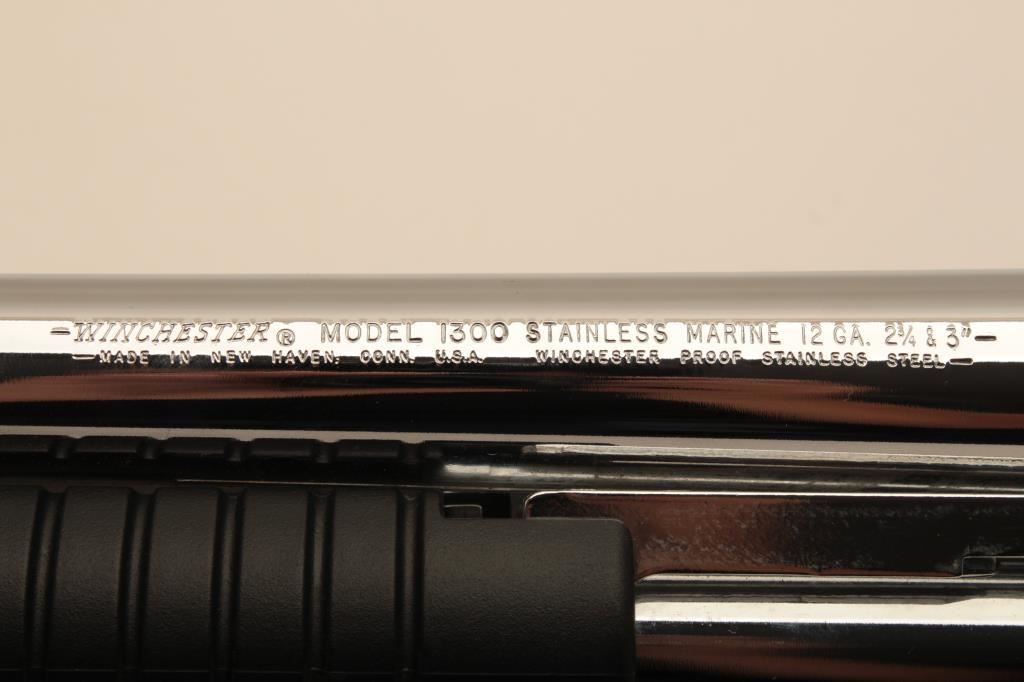 -WINCHESTER® MODEL 1300 STAINLESS MARINE 12 GA. 2¾ & 3"-
-MADE IN NEW HAVEN, CONN. U.S.A. WINCHESTER PROOF STAINLESS STEEL-